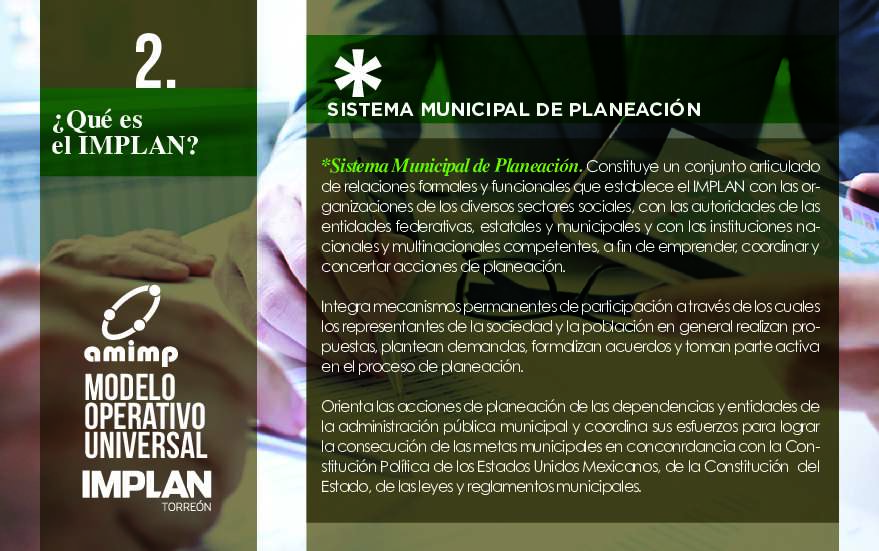 2.
¿Qué es
el IMPLAN?
amimp
MODELO
OPERATIVO
UNIVERSAL
IMPLAN
TORREÓN
*
SISTEMA MUNICIPAL DE PLANEACIÓN
*Sistema Municipal de Planeación. Constituye un conjunto articulado
de relaciones formales y funcionales que establece el IMPLAN con las or-
ganizaciones de los diversos sectores sociales, con las autoridades de las
entidades federativas, estatales y municipales y con las instituciones na-
cionales y multinacionales competentes, a fin de emprender, coordinar y
concertar acciones de planeación.
Integra mecanismos permanentes de participación a través de los cuales
los representantes de la sociedad y la población en general realizan pro-
puestas, plantean demandas, formalizan acuerdos y toman parte activa
en el proceso de planeación.
Orienta las acciones de planeación de las dependencias y entidades de
la administración pública municipal y coordina sus esfuerzos para lograr
la consecución de las metas municipales en conconrdancia con la Con-
stitución Política de los Estados Unidos Mexicanos, de la Constitución del
Estado, de las leyes y reglamentos municipales.